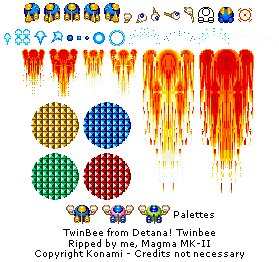 Palettes
TwinBee from Detana! Twinbee
Ripped by me, Magma MK-II
Copyright Konami - Credits not necessary